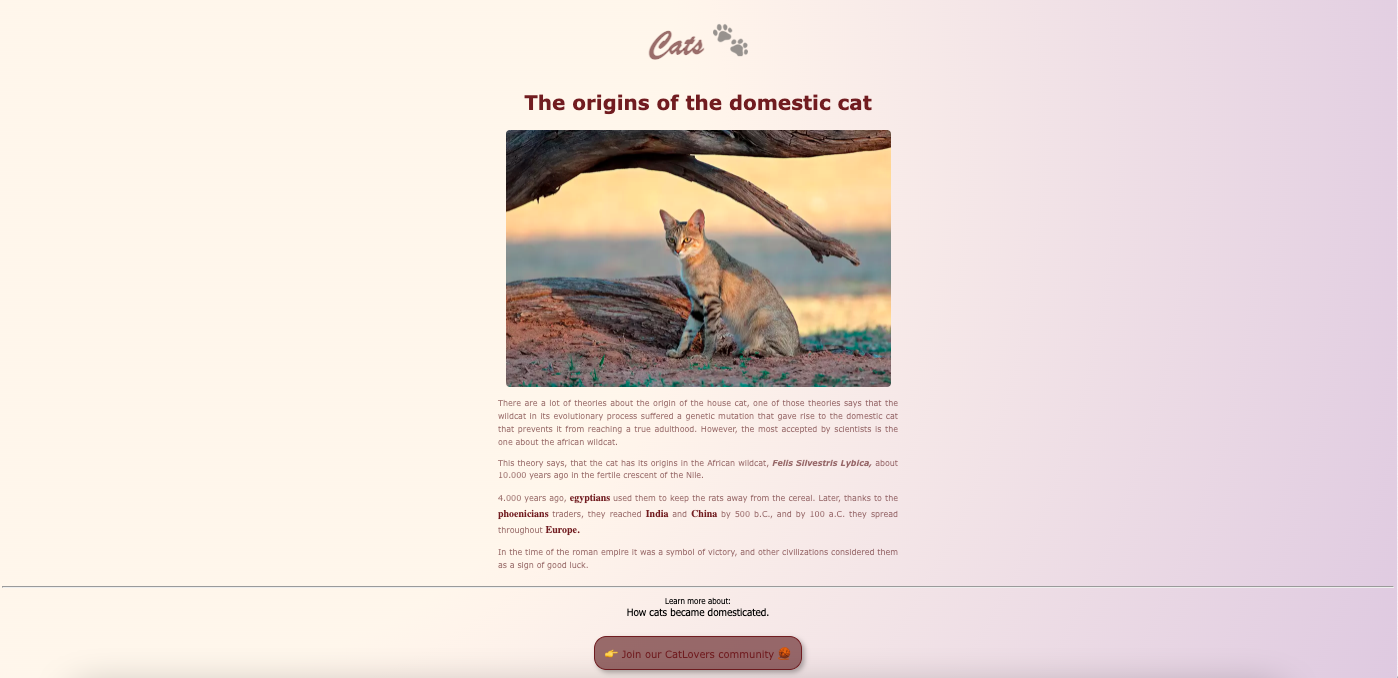 Cats
The origins of the domestic cat
There are a lot of theories about the origin of the house cat, one of those theories says that the
wildcat in its evolutionary process suffered a genetic mutation that gave rise to the domestic cat
that prevents it from reaching a true adulthood. However, the most accepted by scientists is the
one about the african wildcat.
This theory says, that the cat has its origins in the African wildcat, Felis Silvestris Lybica, about
10.000 years ago in the fertile crescent of the Nile.
4.000 years ago, egyptians used them to keep the rats away from the cereal. Later, thanks to the
phoenicians traders, they reached India and China by 500 b.C., and by 100 a.C. they spread
throughout Europe.
In the time of the roman empire it was a symbol of victory, and other civilizations considered them
as a sign of good luck.
Learn more about:
How cats became domesticated.
👉 Join our CatLovers community